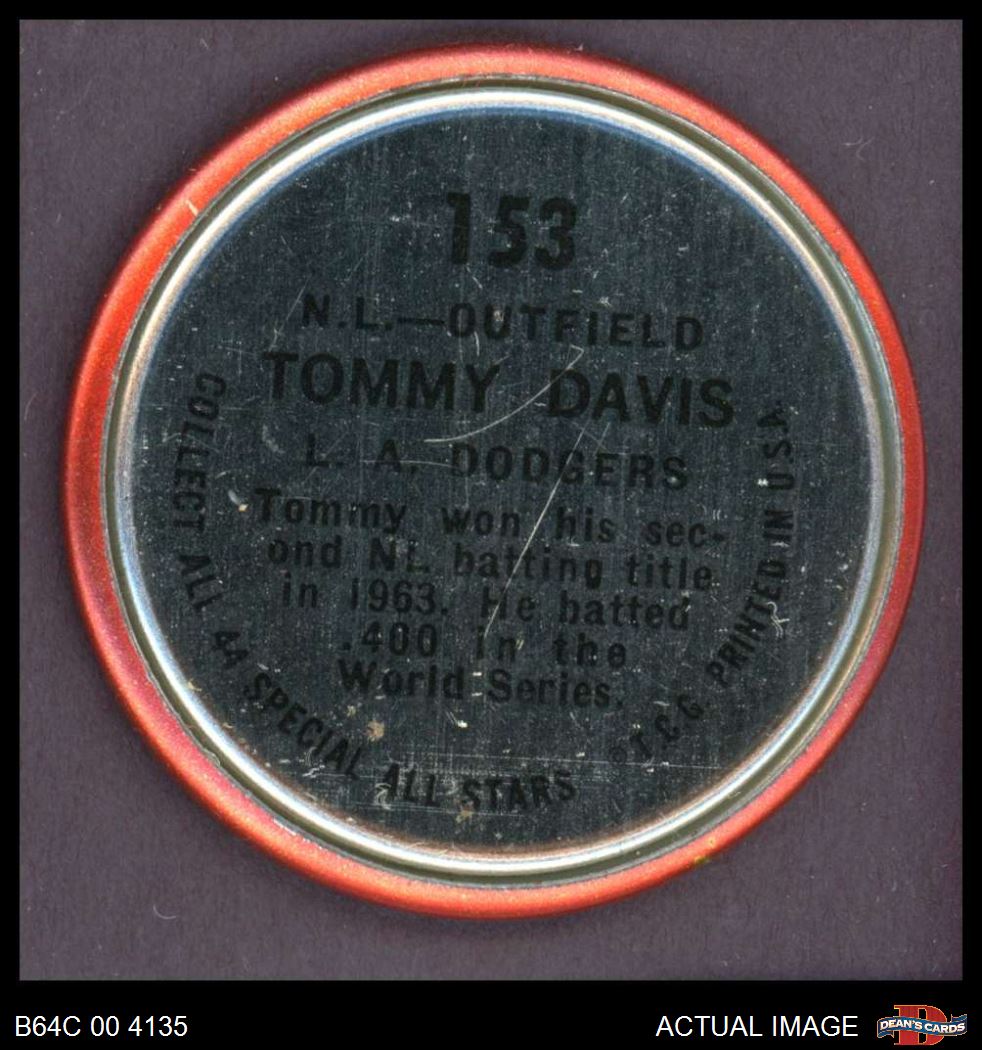 153
N.L.—OUTFIELD
TOMMY DAVIS
L. A. DODGERS
Tommy won his sec-
ond NL batting title
in 1963. He batted
.400 in the
World Series.
COLLECT ALL 44 SPECIAL ALL STARS
©T.C.G. PRINTED IN U.S.A.
B64C 00 4135
ACTUAL IMAGE
DEAN'S CARDS